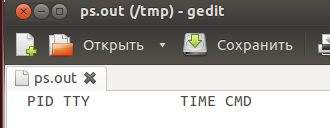 ps.out (/tmp) - gedit
Открыть Сохранить
ps.out
PID TTY TIME CMD